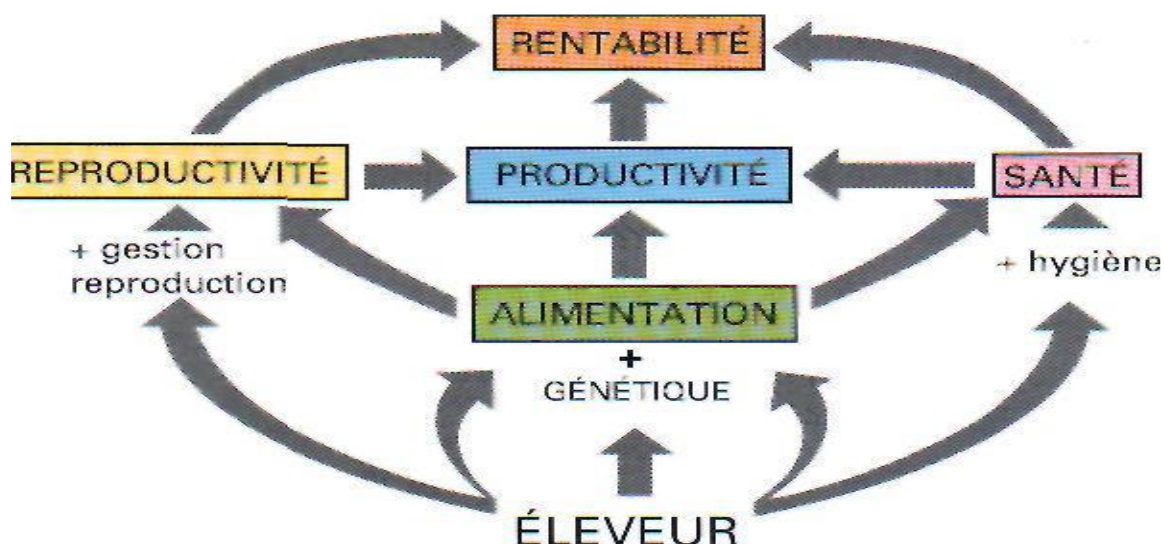 RENTABILITÉ
REPRODUCTIVITÉ
PRODUCTIVITÉ
SANTÉ
+ gestion
reproduction
+ hygiène
ALIMENTATION
+
GÉNÉTIQUE
ÉLEVEUR